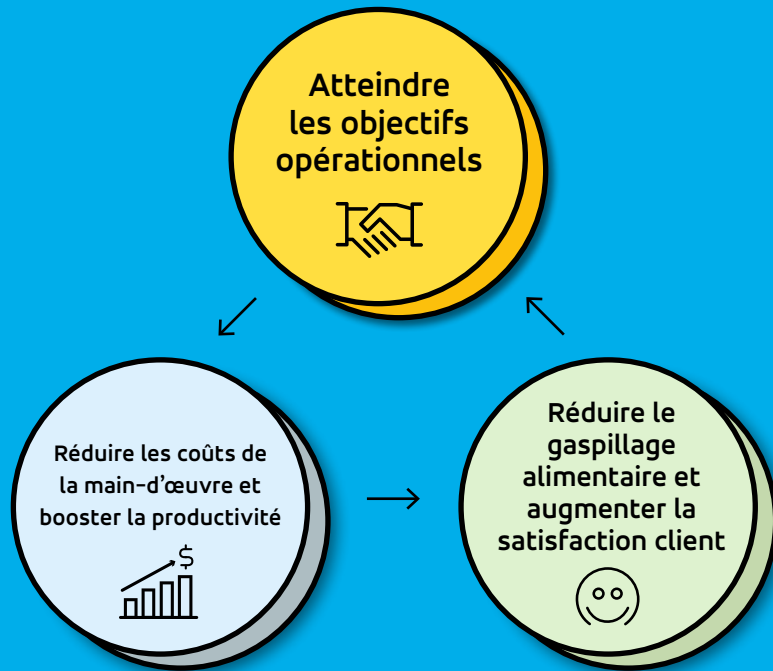 Atteindre
les objectifs
opérationnels
Réduire les coûts de
la main-d’œuvre et
booster la productivité
$
Réduire le
gaspillage
alimentaire et
augmenter la
satisfaction client